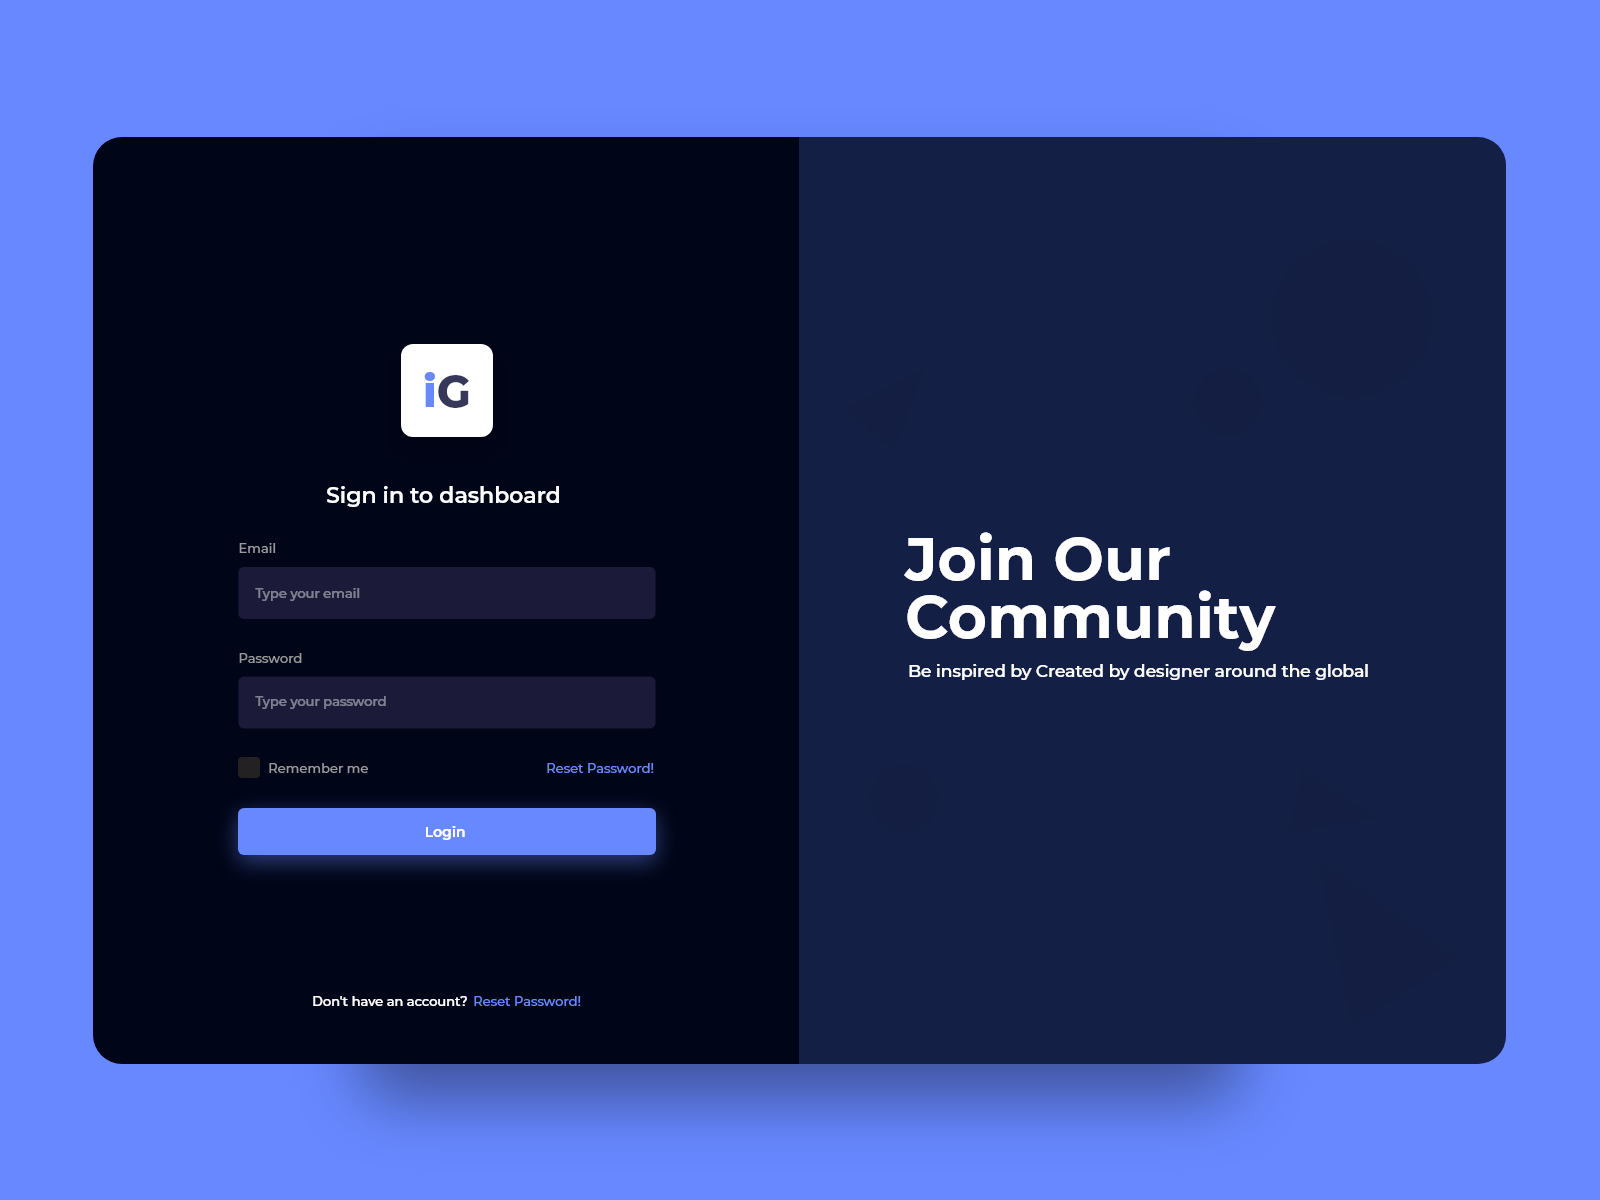 iG
Sign in to dashboard
Email
Type your email
Password
Type your password
Remember me
Reset Password!
Login
Don't have an account? Reset Password!
Join Our
Community
Be inspired by Created by designer around the global